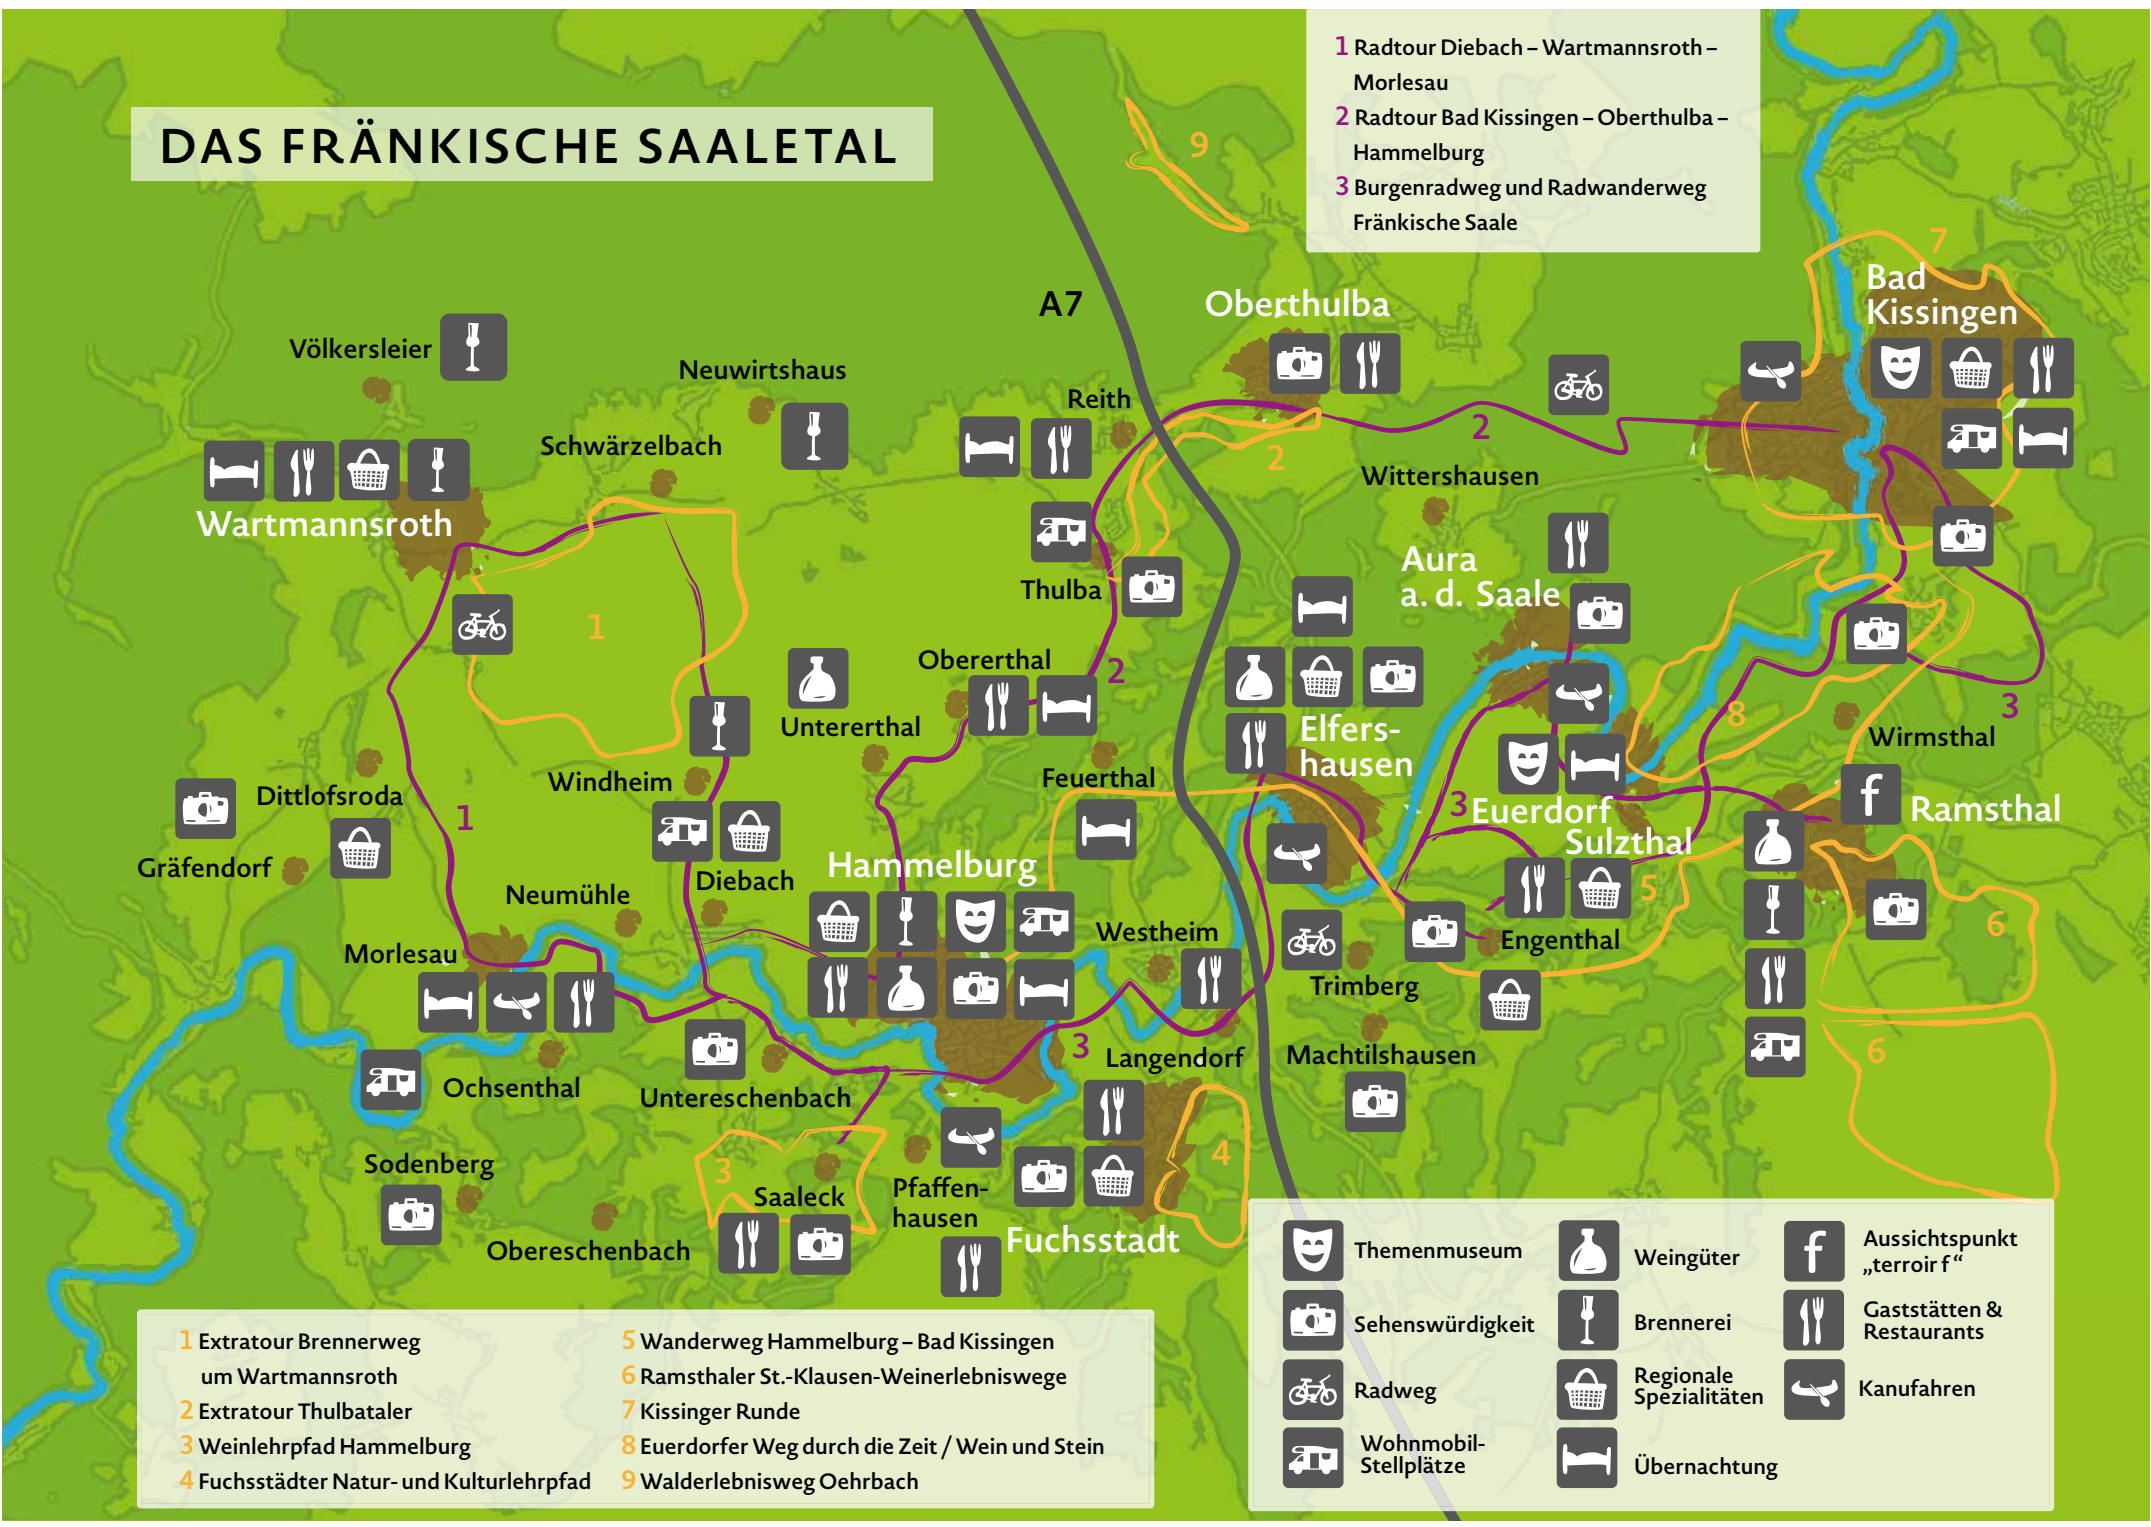 DAS FRÄNKISCHE SAALETAL
1 Radtour Diebach – Wartmannsroth –
Morlesau
2 Radtour Bad Kissingen – Oberthulba –
Hammelburg
3 Burgenradweg und Radwanderweg
Fränkische Saale
9
7
Bad
Kissingen
A7
Oberthulba
Völkersleier
Neuwirtshaus
Reith
2
2
Schwärzelbach
Wittershausen
Wartmannsroth
Aura
a. d. Saale
Thulba
1
Obererthal
2
3
8
Untererthal
Elfers-
hausen
Wirmsthal
Windheim
Feuerthal
Dittlofsroda
1
3
Euerdorf
Ramsthal
Sulzthal
Gräfendorf
Hammelburg
Diebach
5
Neumühle
6
Westheim
Engenthal
Morlesau
Trimberg
3
Langendorf
Machtilshausen
6
Ochsenthal
Untereschenbach
4
Sodenberg
3
Saaleck
Pfaffen-
hausen
Obereschenbach
Fuchsstadt
f
1 Extratour Brennerweg
um Wartmannsroth
2 Extratour Thulbataler
3 Weinlehrpfad Hammelburg
4 Fuchsstädter Natur- und Kulturlehrpfad
5 Wanderweg Hammelburg – Bad Kissingen
6 Ramsthaler St.-Klausen-Weinerlebniswege
7 Kissinger Runde
8 Euerdorfer Weg durch die Zeit / Wein und Stein
9 Walderlebnisweg Oehrbach
Themenmuseum
Sehenswürdigkeit
Radweg
Wohnmobil-
Stellplätze
Weingüter
Brennerei
Regionale
Spezialitäten
Übernachtung
f
Aussichtspunkt
„terroir f“
Gaststätten &
Restaurants
Kanufahren